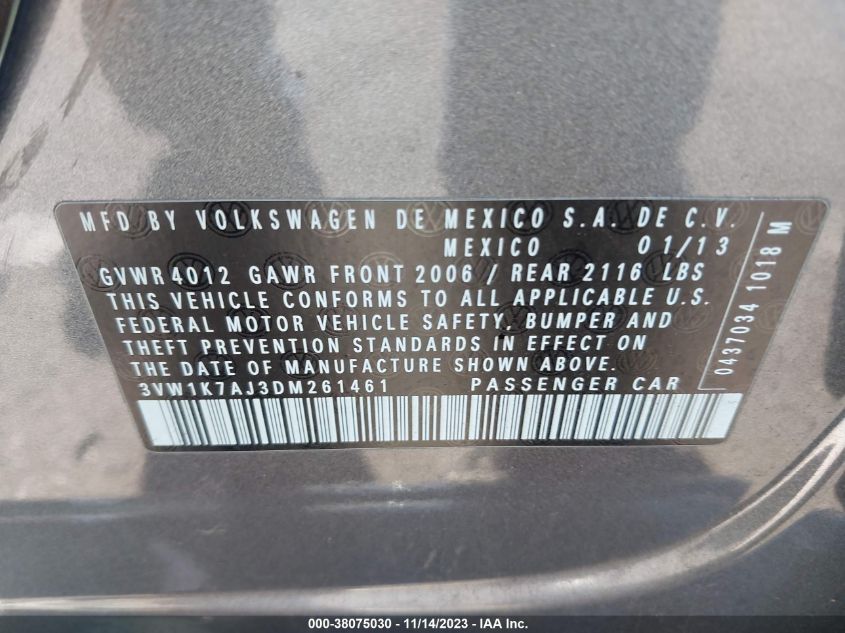 MFD BY VOLKSWAGEN DE MEXICO S.A. DE C.V.
MEXICO 01/13
GVWR 4012 GAWR FRONT 2006 / REAR 2116 LBS
THIS VEHICLE CONFORMS TO ALL APPLICABLE U.S.
FEDERAL MOTOR VEHICLE SAFETY, BUMPER AND
THEFT PREVENTION STANDARDS IN EFFECT ON
THE DATE OF MANUFACTURE SHOWN ABOVE.
3VW1K7AJ3DM261461 PASSENGER CAR
0437034 1018 M
000-38075030 - 11/14/2023 - IAA Inc.